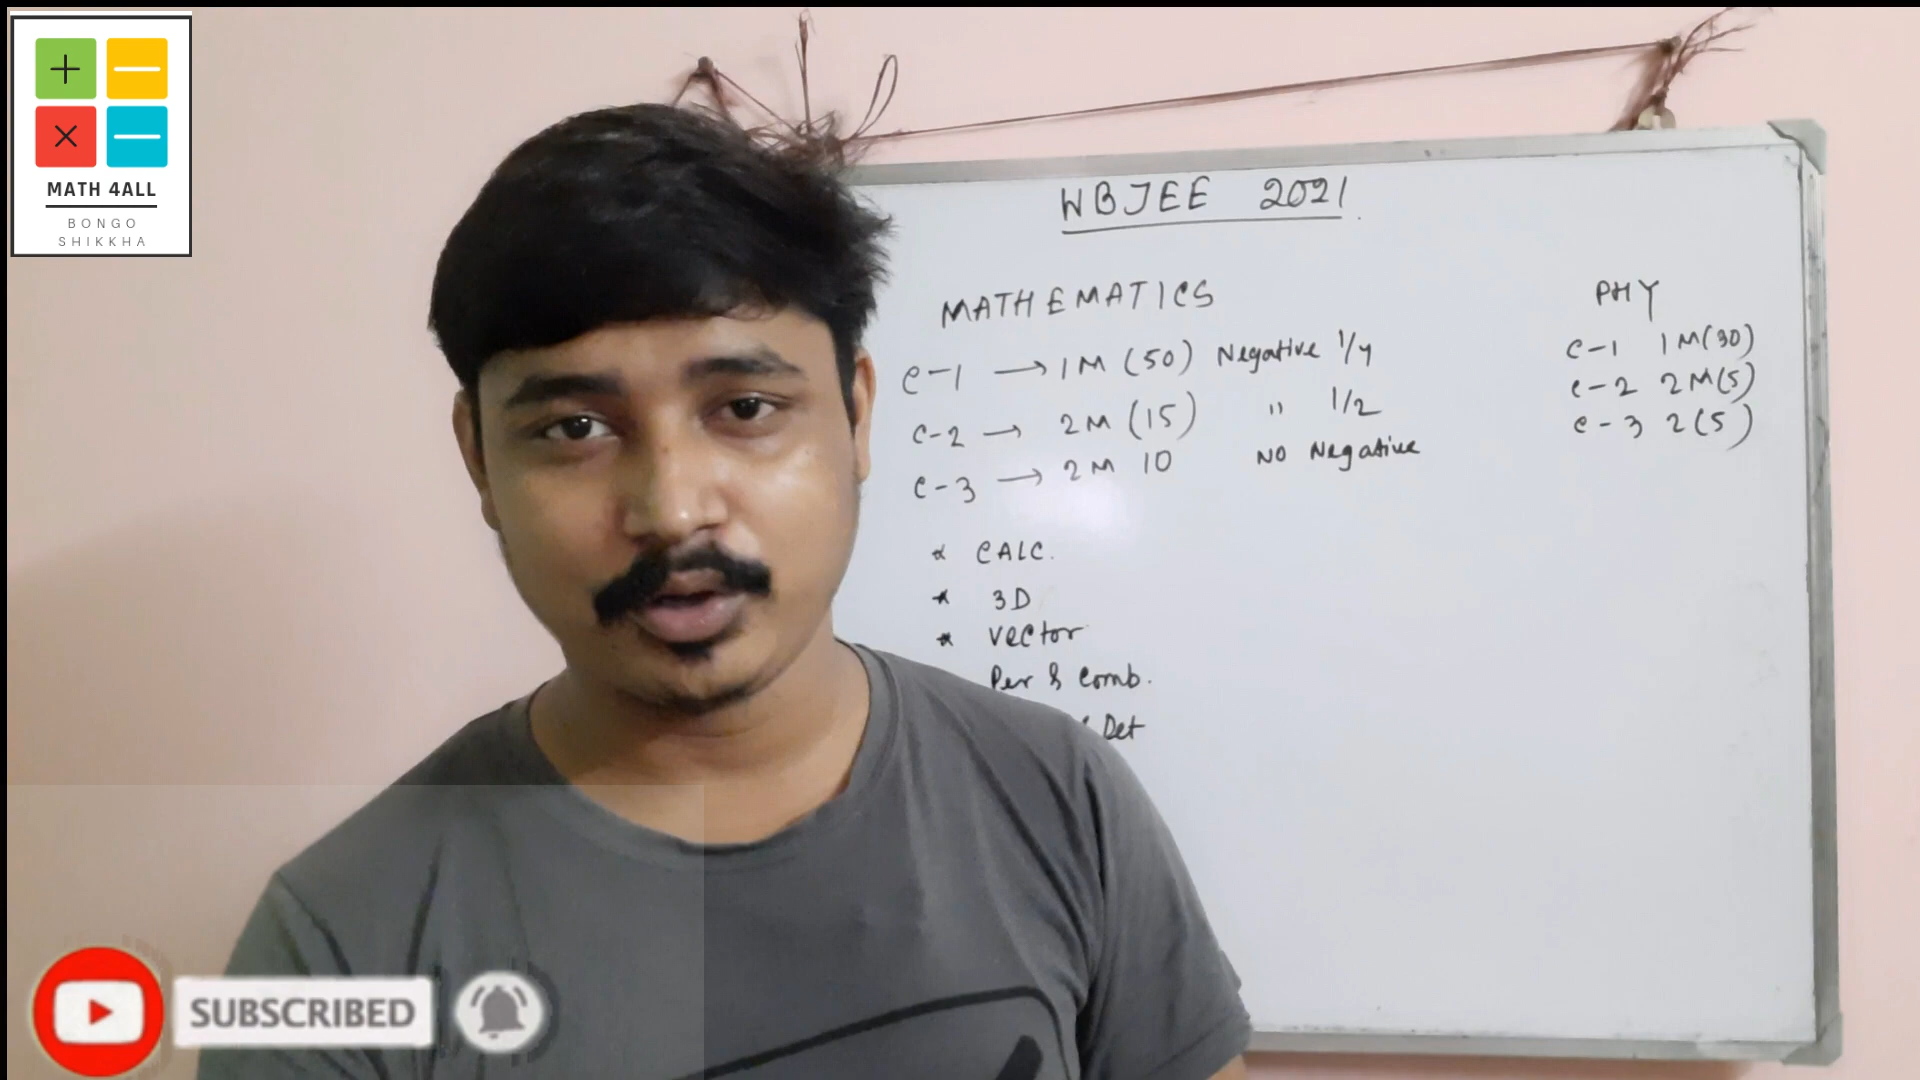 MATH 4ALL
BONGO
SHIKKHA
WBJEE 2021
MATHEMATICS
C-1 → 1M (50) Negative 1/4
C-2 → 2M (15) " 1/2
C-3 → 2M 10 NO Negative
* CALC.
* 3D
* Vector
Per & Comb.
Det
PHY
C-1 1M(30)
C-2 2M(5)
C-3 2(5)
SUBSCRIBED